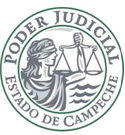 PODER JUDICIAL
ESTADO DE CAMPECHE